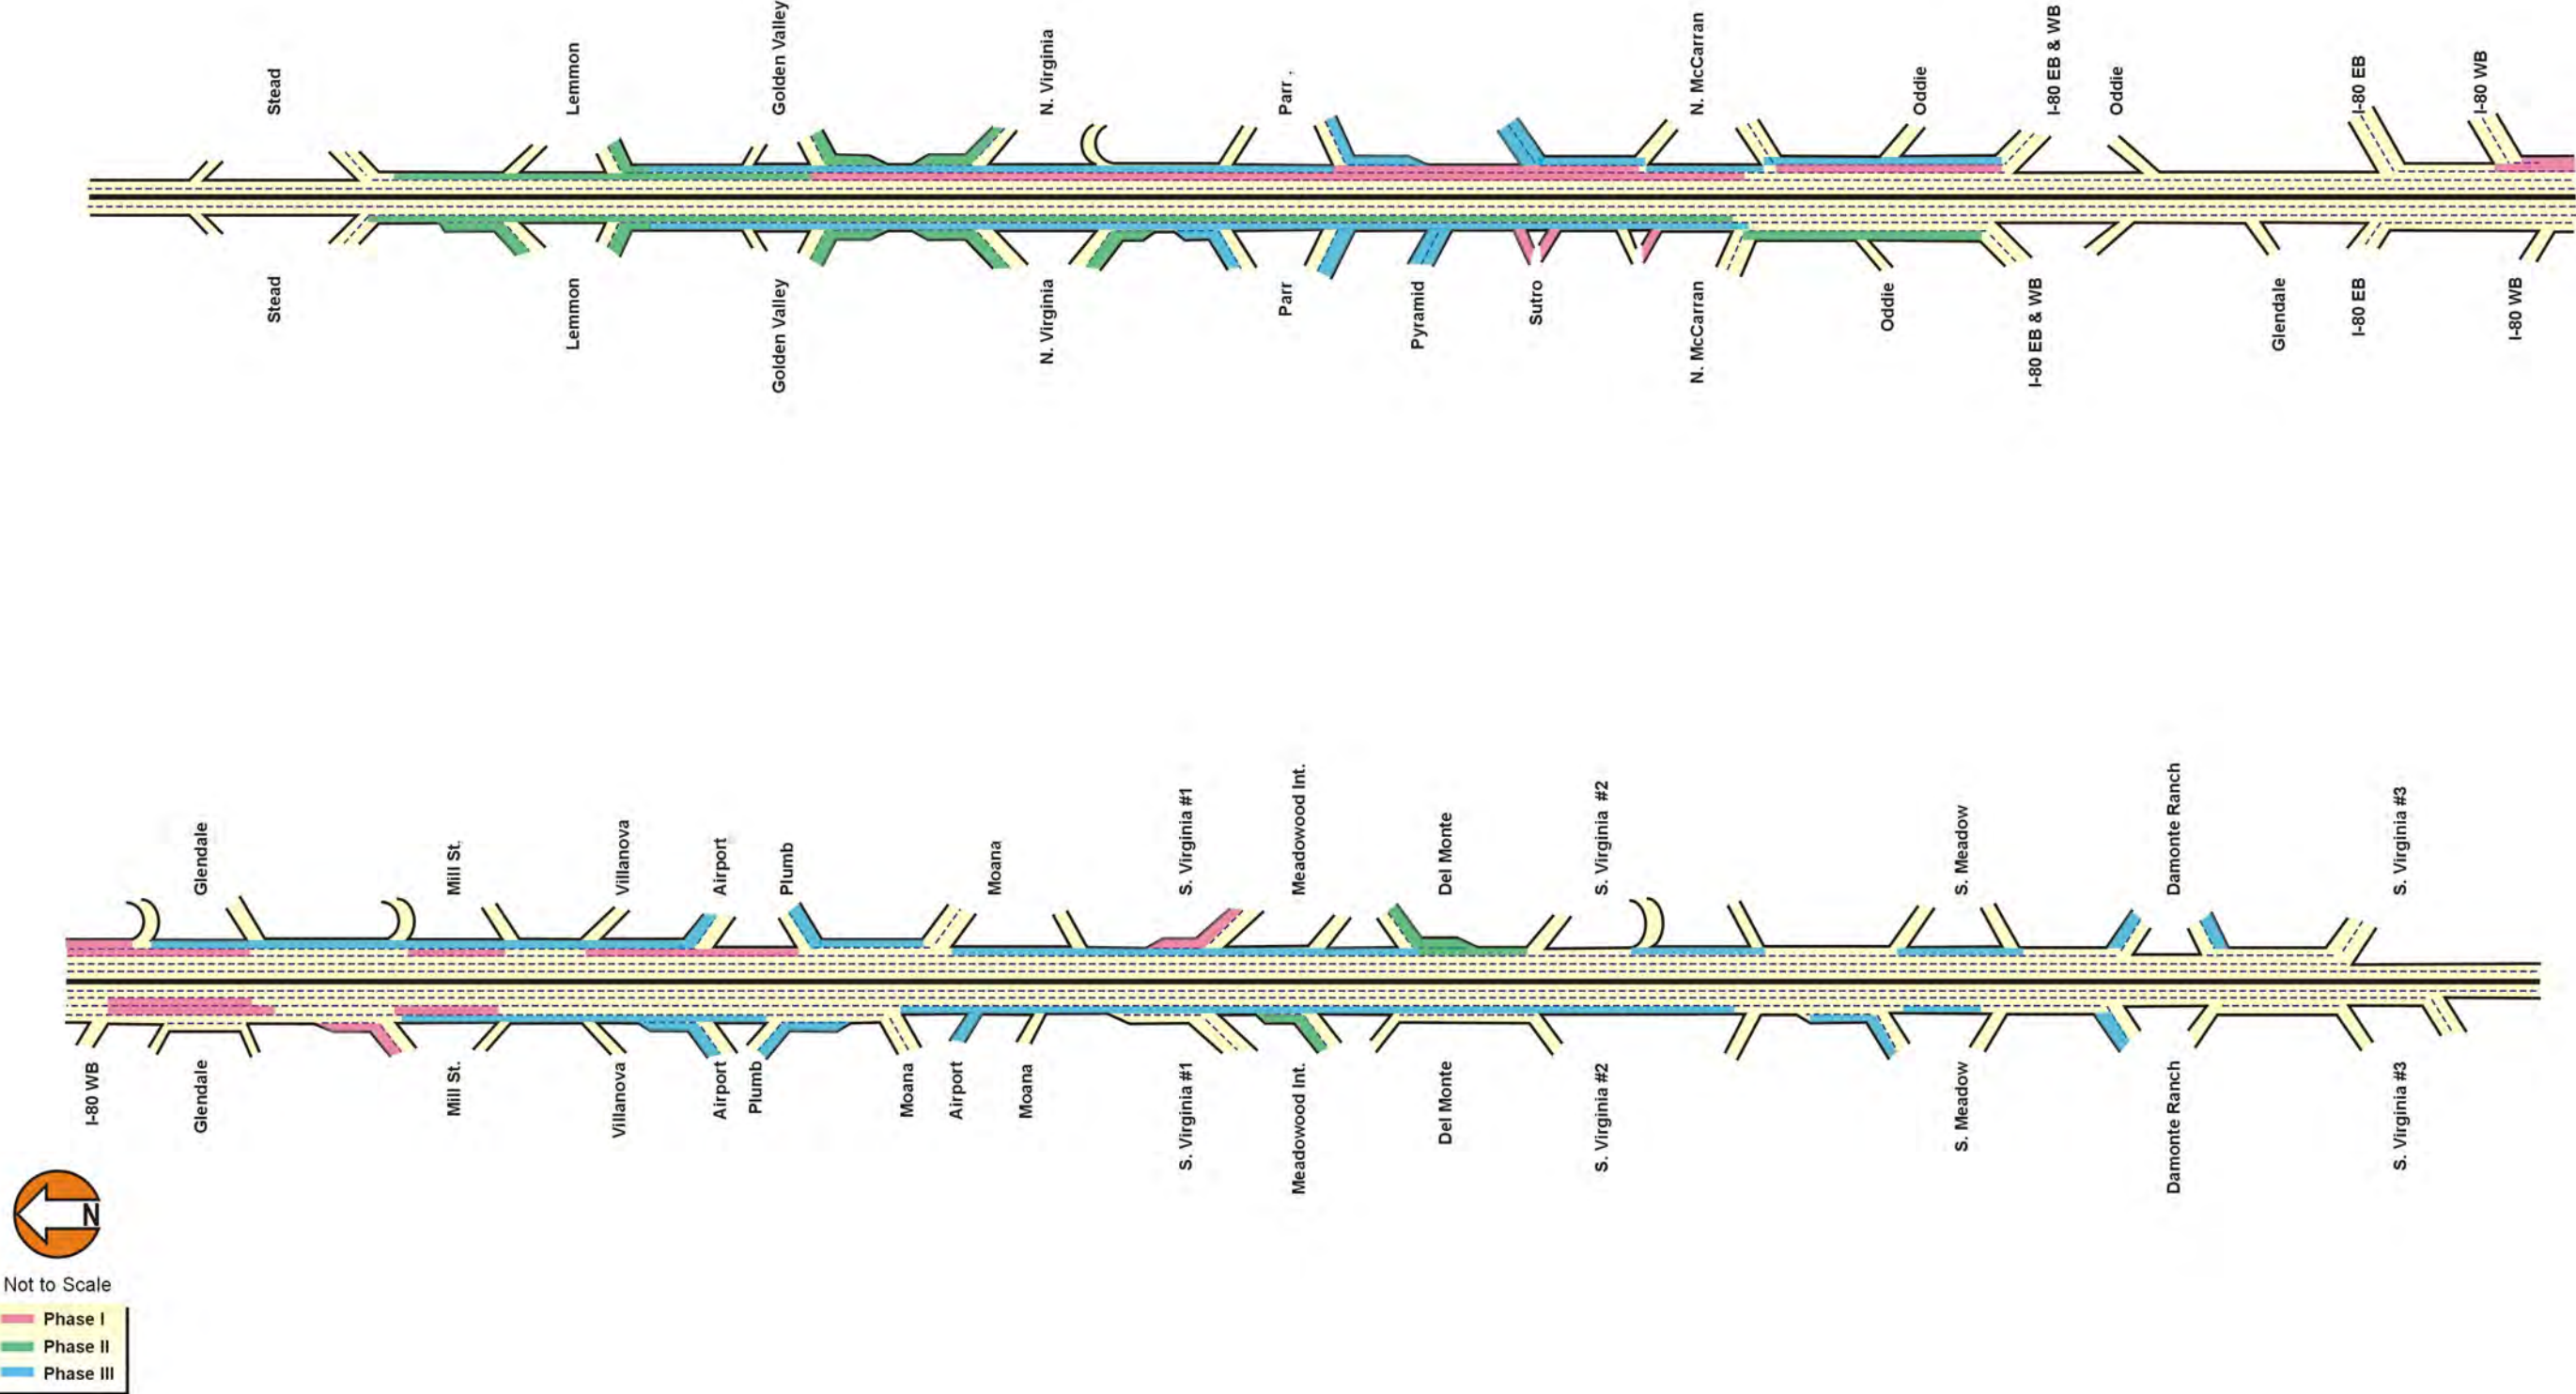 Stead
Lemmon
Golden Valley
N. Virginia
Parr .
N. McCarran
Oddie
I-80 EB & WB
Oddie
I-80 EB
I-80 WB
Stead
Lemmon
Golden Valley
N. Virginia
Parr
Pyramid
Sutro
N. McCarran
Oddie
I-80 EB & WB
Glendale
I-80 EB
I-80 WB
Glendale
Mill St.
Villanova
Airport
Plumb
Moana
S. Virginia #1
Meadowood Int.
Del Monte
S. Virginia #2
S. Meadow
Damonte Ranch
S. Virginia #3
I-80 WB
Glendale
Mill St.
Villanova
Airport
Plumb
Moana
Airport
Moana
S. Virginia #1
Meadowood Int.
Del Monte
S. Virginia #2
S. Meadow
Damonte Ranch
S. Virginia #3
N
Not to Scale
Phase I
Phase II
Phase III